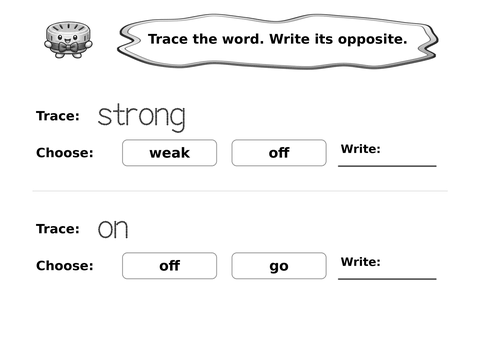 Trace the word. Write its opposite.
Trace: strong
Choose: weak off Write:
Trace: on
Choose: off go Write: